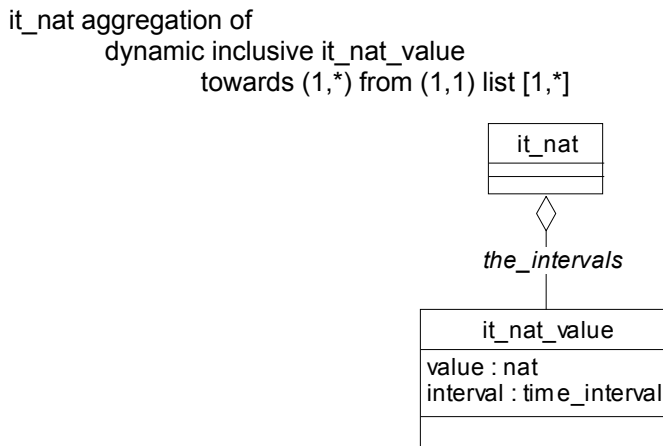 it_nat aggregation of
dynamic inclusive it_nat_value
towards (1,*) from (1,1) list [1,*]
it_nat
the_intervals
it_nat_value
value : nat
interval : time_interval